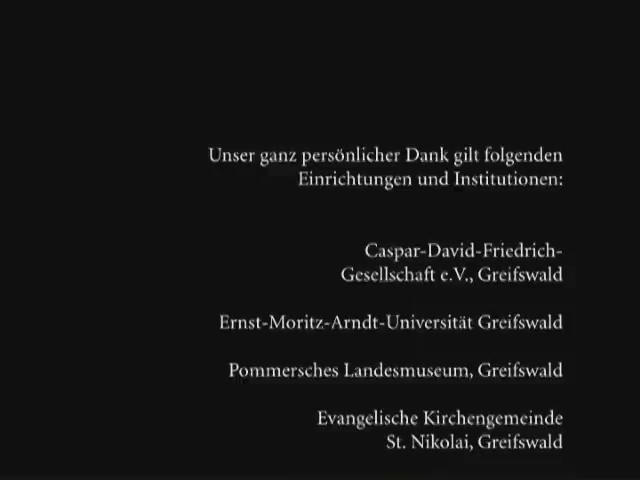 Unser ganz persönlicher Dank gilt folgenden
Einrichtungen und Institutionen:
Caspar-David-Friedrich-
Gesellschaft e.V., Greifswald
Ernst-Moritz-Arndt-Universität Greifswald
Pommersches Landesmuseum, Greifswald
Evangelische Kirchengemeinde
St. Nikolai, Greifswald